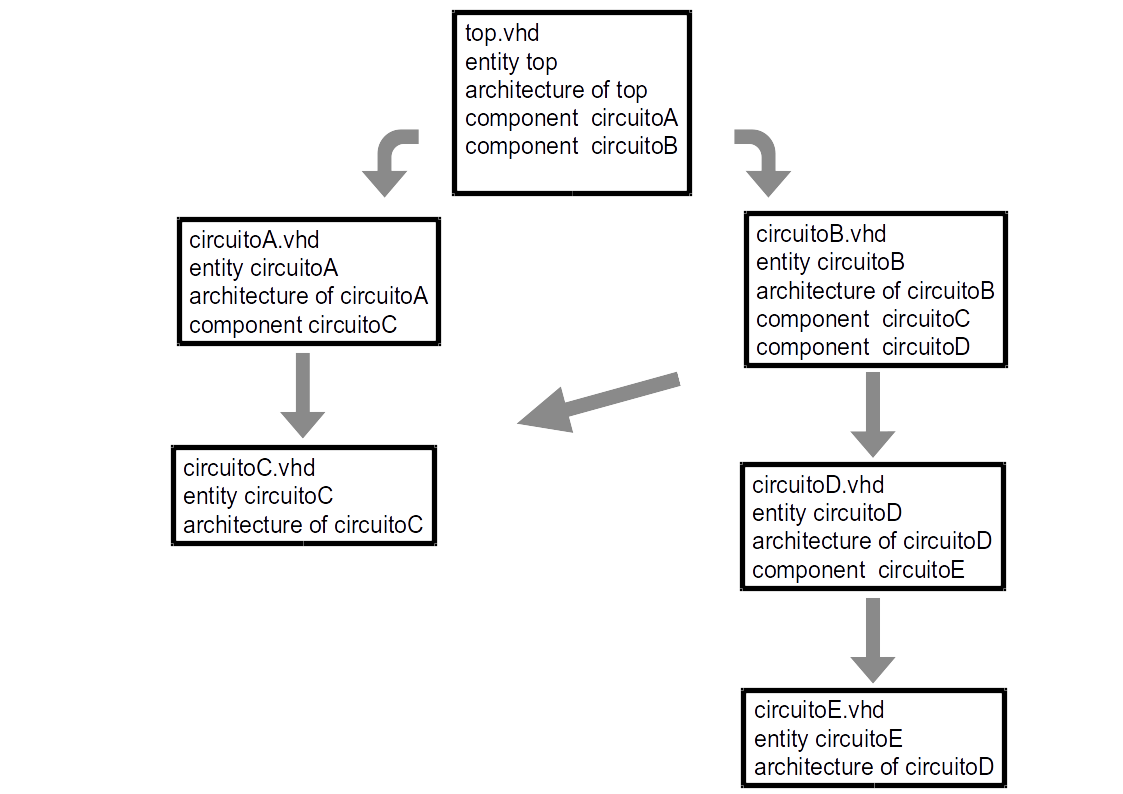 top.vhd
entity top
architecture of top
component  circuitoA
component  circuitoB
circuitoA.vhd
entity circuitoA
architecture of circuitoA
component circuitoC
circuitoB.vhd
entity circuitoB
architecture of circuitoB
component  circuitoC
component  circuitoD
circuitoC.vhd
entity circuitoC
architecture of circuitoC
circuitoD.vhd
entity circuitoD
architecture of circuitoD
component  circuitoE
circuitoE.vhd
entity circuitoE
architecture of circuitoD